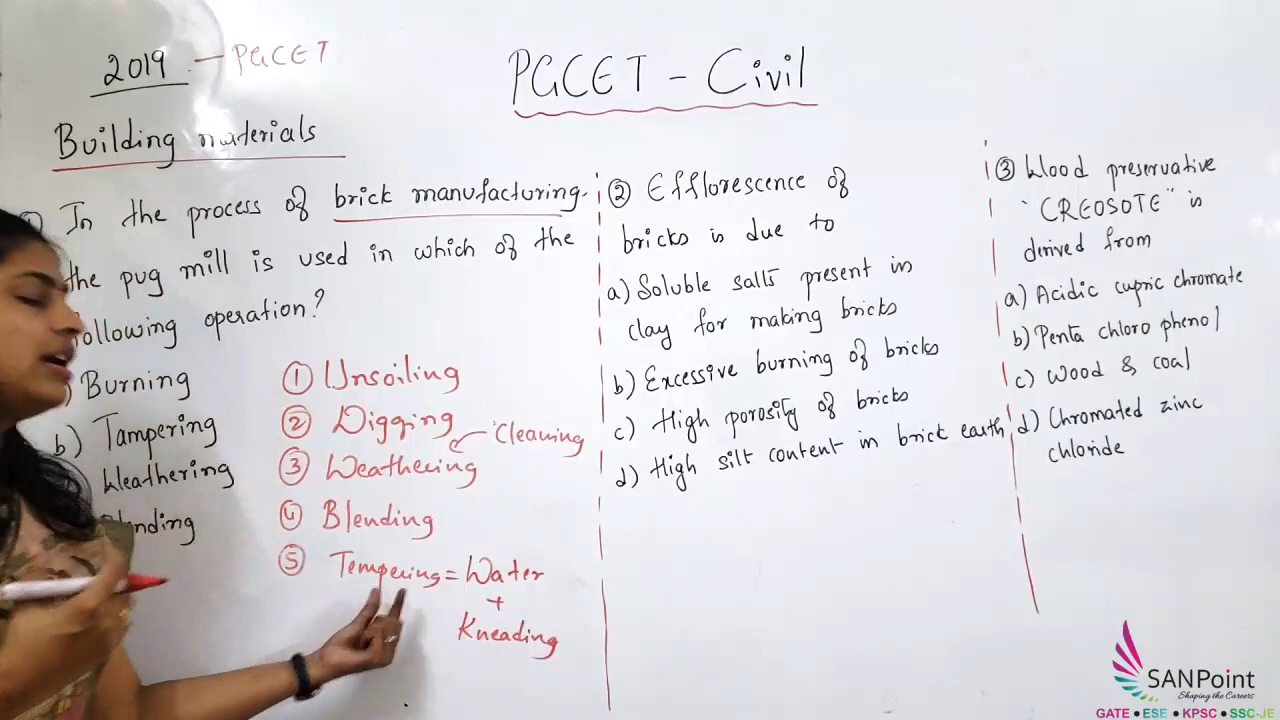 2019 — PGCET
PGCET - Civil
Building materials
In the process of brick manufacturing.
the pug mill is used in which of the
following operation?
Burning
b) Tampering
Weathering
① Unsoiling
② Digging
Cleaning
③ Weathering
④ Blending
⑤ Tempering = Water
+
Kneading
② Efflorescence of
bricks is due to
a) Soluble salts present in
clay for making bricks
b) Excessive burning of bricks
c) High porosity of bricks
d) High silt content in brick earth
③ Wood preservative
"CREOSOTE" is
derived from
a) Acidic cupric chromate
b) Penta chloro phenol
c) Wood & coal
d) Chromated zinc
chloride
SANPoint
Shaping the Careers
GATE • ESE • KPSC • SSC-JE